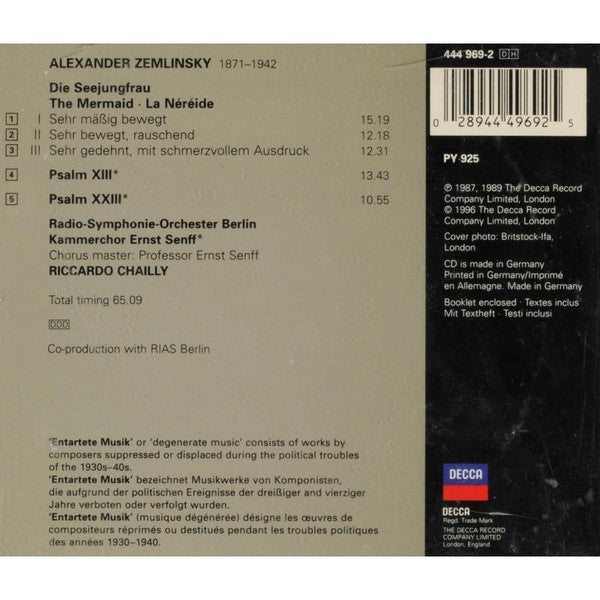 ALEXANDER ZEMLINSKY 1871–1942
Die Seejungfrau
The Mermaid · La Néréide
1 I Sehr mäßig bewegt 15.19
2 II Sehr bewegt, rauschend 12.18
3 III Sehr gedehnt, mit schmerzvollem Ausdruck 12.31
4 Psalm XIII* 13.43
5 Psalm XXIII* 10.55
Radio-Symphonie-Orchester Berlin
Kammerchor Ernst Senff*
Chorus master: Professor Ernst Senff
RICCARDO CHAILLY
Total timing 65.09
DDD
Co-production with RIAS Berlin
'Entartete Musik' or 'degenerate music' consists of works by
composers suppressed or displaced during the political troubles
of the 1930s–40s.
'Entartete Musik' bezeichnet Musikwerke von Komponisten,
die aufgrund der politischen Ereignisse der dreißiger and vierziger
Jahre verboten oder verfolgt wurden.
'Entartete Musik' (musique dégénérée) désigne les œuvres de
compositeurs réprimés ou destitués pendant les troubles politiques
des années 1930–1940.
444 969-2 DH
0 28944 49692 5
PY 925
℗ 1987, 1989 The Decca Record
Company Limited, London
© 1996 The Decca Record
Company Limited, London
Cover photo: Britstock-Ifa,
London
CD is made in Germany
Printed in Germany/Imprimé
en Allemagne. Made in Germany
Booklet enclosed · Textes inclus
Mit Textheft · Testi inclusi
DECCA
DECCA
Regd. Trade Mark
THE DECCA RECORD
COMPANY LIMITED
London, England